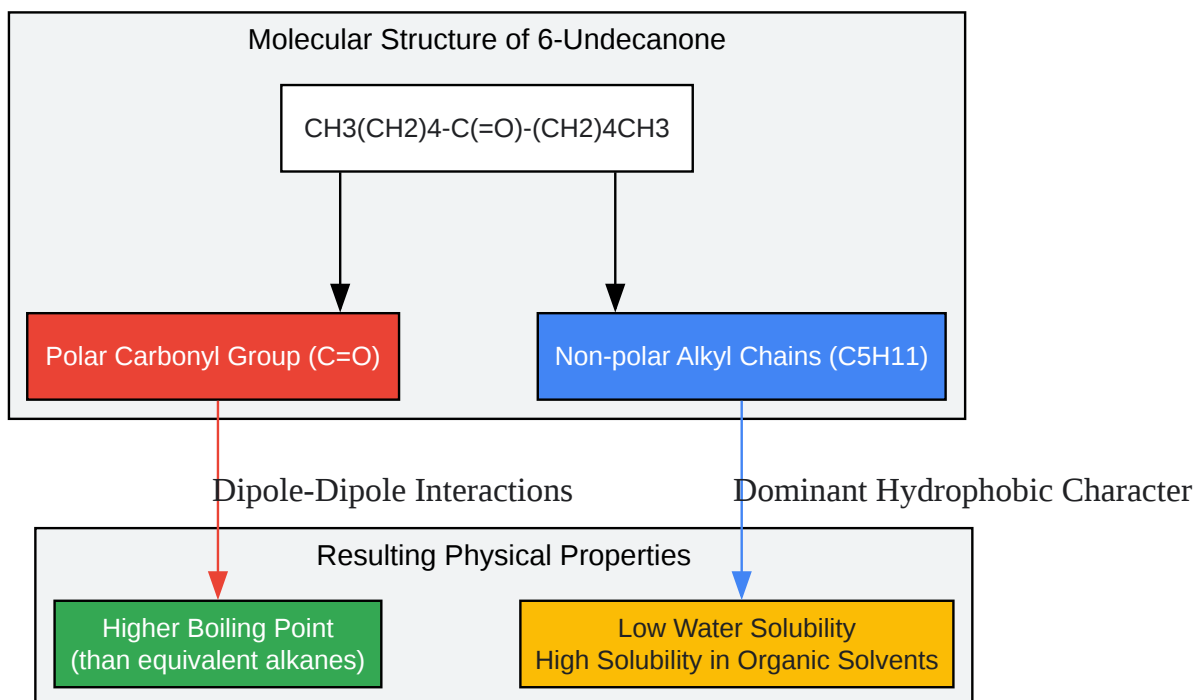 Molecular Structure of 6-Undecanone
CH3(CH2)4-C(=O)-(CH2)4CH3
Polar Carbonyl Group (C=O)
Non-polar Alkyl Chains (C5H11)
Dipole-Dipole Interactions
Dominant Hydrophobic Character
Resulting Physical Properties
Higher Boiling Point
(than equivalent alkanes)
Low Water Solubility
High Solubility in Organic Solvents